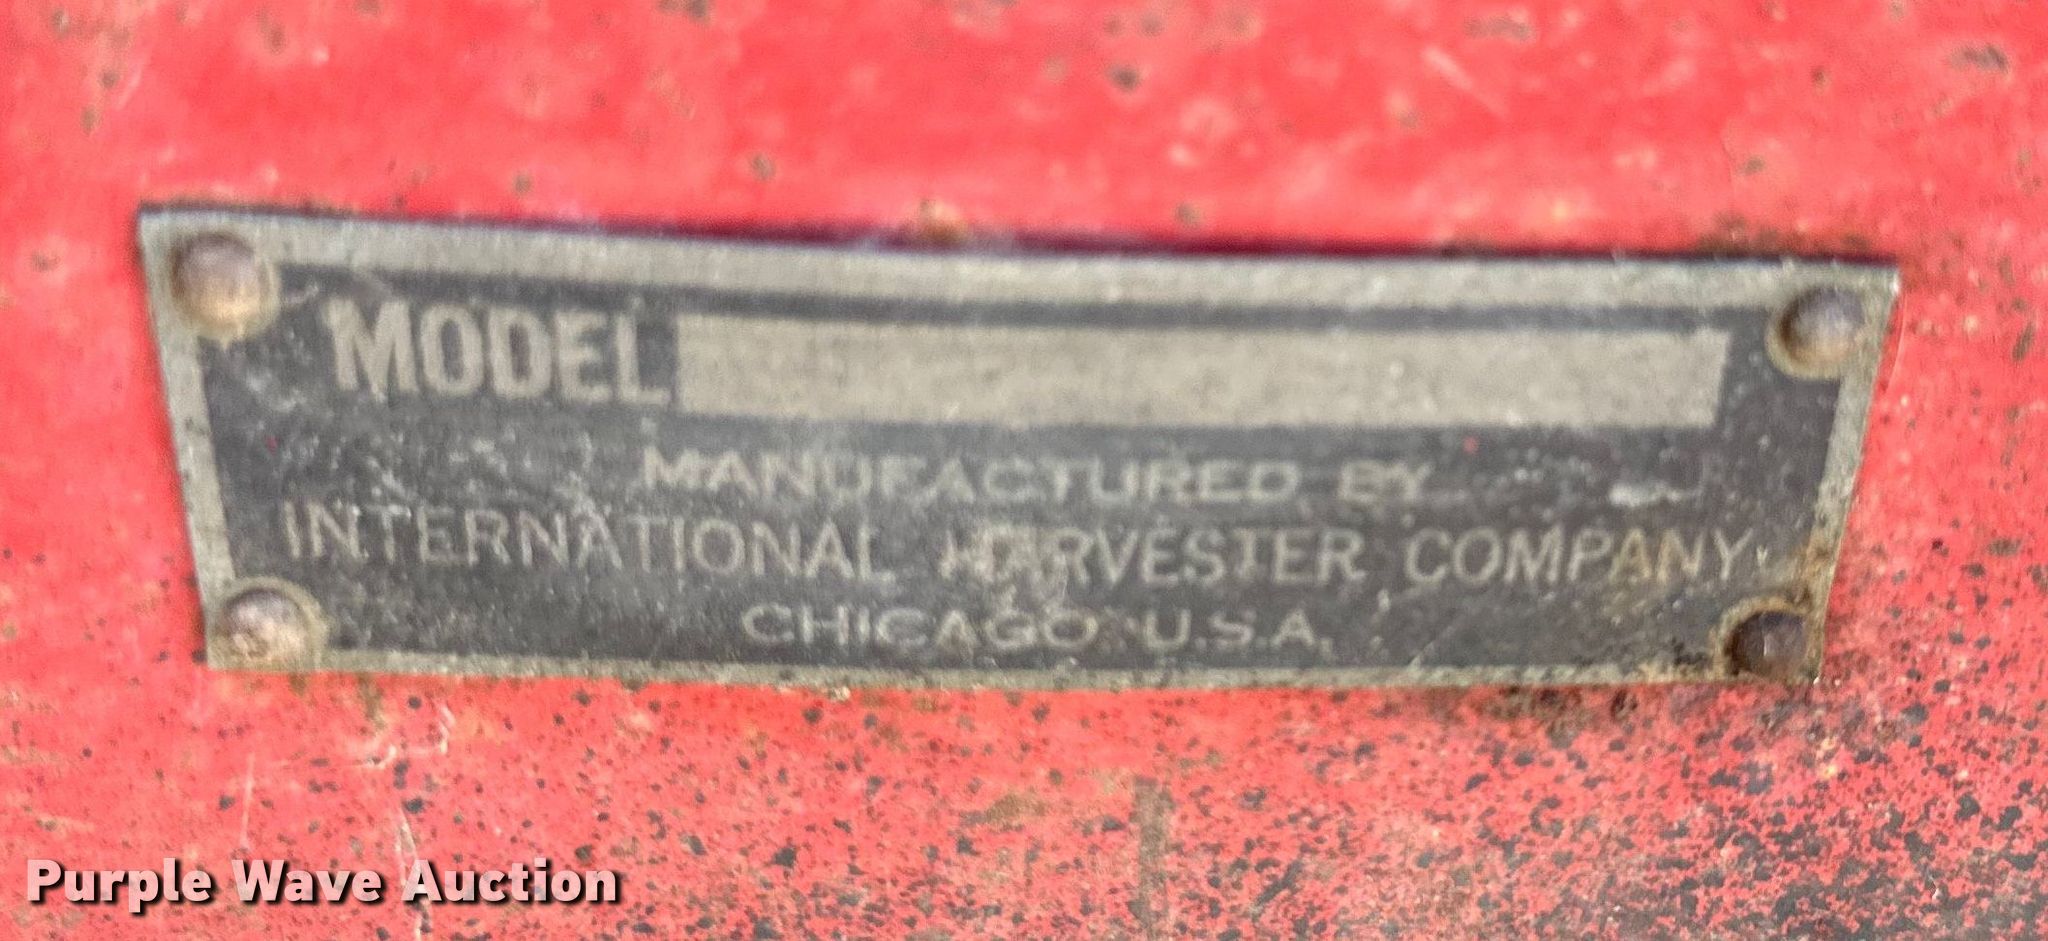 MODEL
MANUFACTURED BY
INTERNATIONAL HARVESTER COMPANY
CHICAGO U.S.A.
Purple Wave Auction